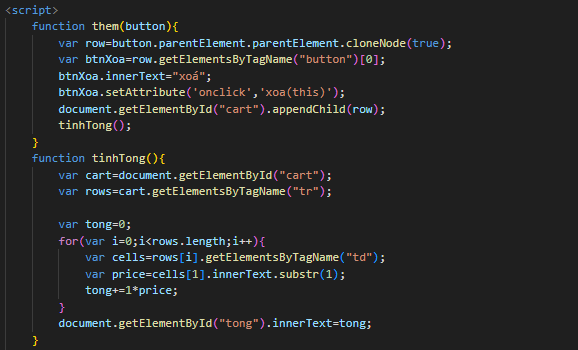 <script>
function them(button){
var row=button.parentElement.parentElement.cloneNode(true);
var btnXoa=row.getElementsByTagName("button")[0];
btnXoa.innerText="xoá";
btnXoa.setAttribute('onclick','xoa(this)');
document.getElementById("cart").appendChild(row);
tinhTong();
}
function tinhTong(){
var cart=document.getElementById("cart");
var rows=cart.getElementsByTagName("tr");
var tong=0;
for(var i=0;i<rows.length;i++){
var cells=rows[i].getElementsByTagName("td");
var price=cells[1].innerText.substr(1);
tong+=1*price;
}
document.getElementById("tong").innerText=tong;
}